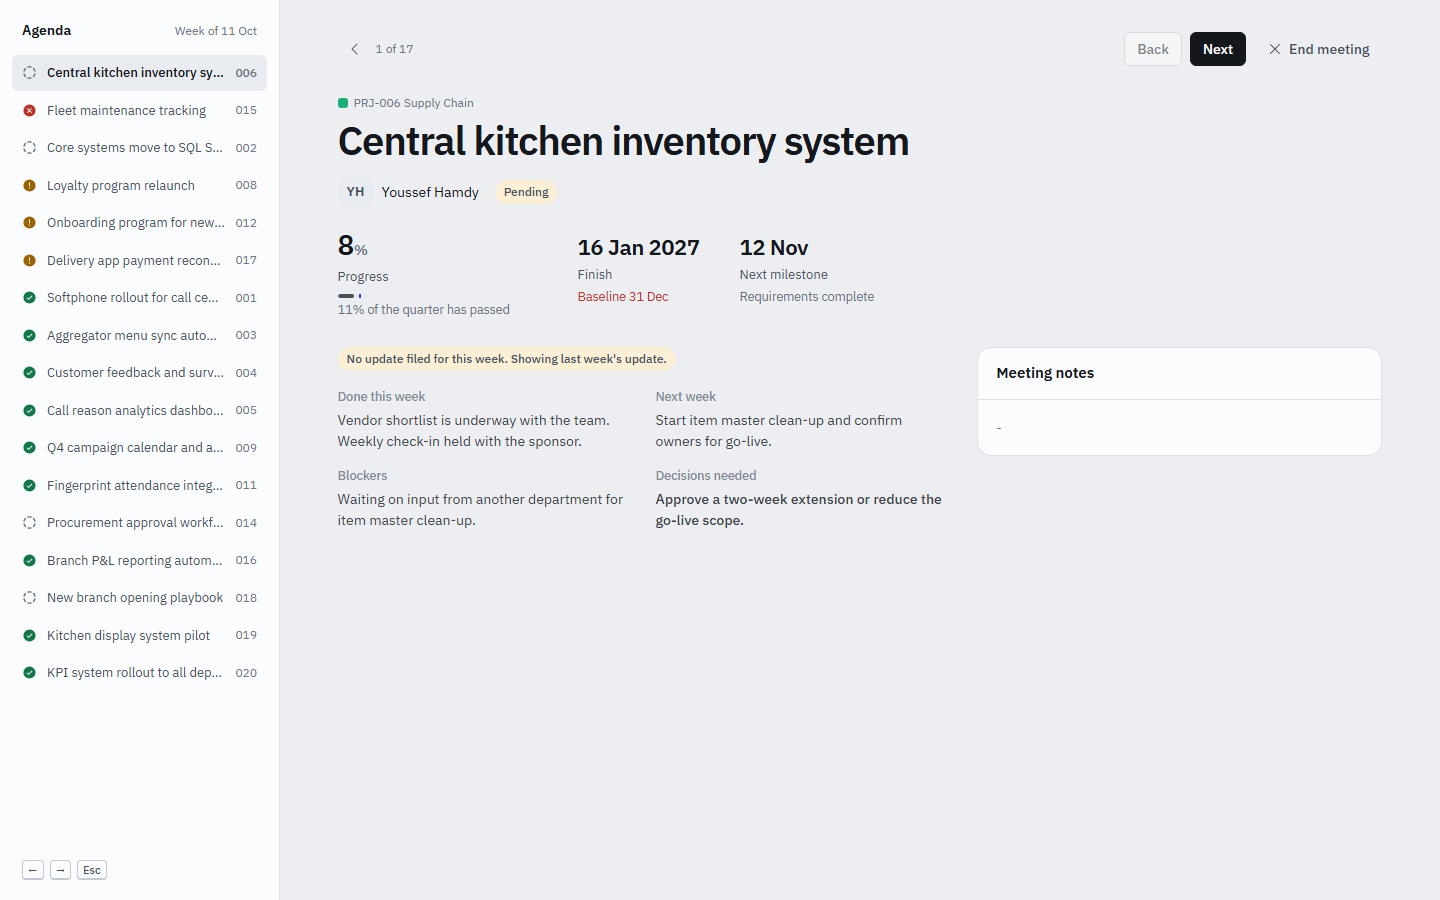 Agenda
Week of 11 Oct
Central kitchen inventory sy... 006
Fleet maintenance tracking 015
Core systems move to SQL S... 002
Loyalty program relaunch 008
Onboarding program for new... 012
Delivery app payment recon... 017
Softphone rollout for call ce... 001
Aggregator menu sync auto... 003
Customer feedback and surv... 004
Call reason analytics dashbo... 005
Q4 campaign calendar and a... 009
Fingerprint attendance integ... 011
Procurement approval workf... 014
Branch P&L reporting autom... 016
New branch opening playbook 018
Kitchen display system pilot 019
KPI system rollout to all dep... 020
← → Esc
1 of 17
Back
Next
End meeting
PRJ-006 Supply Chain
Central kitchen inventory system
YH Youssef Hamdy Pending
8%
Progress
11% of the quarter has passed
16 Jan 2027
Finish
Baseline 31 Dec
12 Nov
Next milestone
Requirements complete
No update filed for this week. Showing last week's update.
Done this week
Vendor shortlist is underway with the team.
Weekly check-in held with the sponsor.
Next week
Start item master clean-up and confirm
owners for go-live.
Blockers
Waiting on input from another department for
item master clean-up.
Decisions needed
Approve a two-week extension or reduce the
go-live scope.
Meeting notes
-